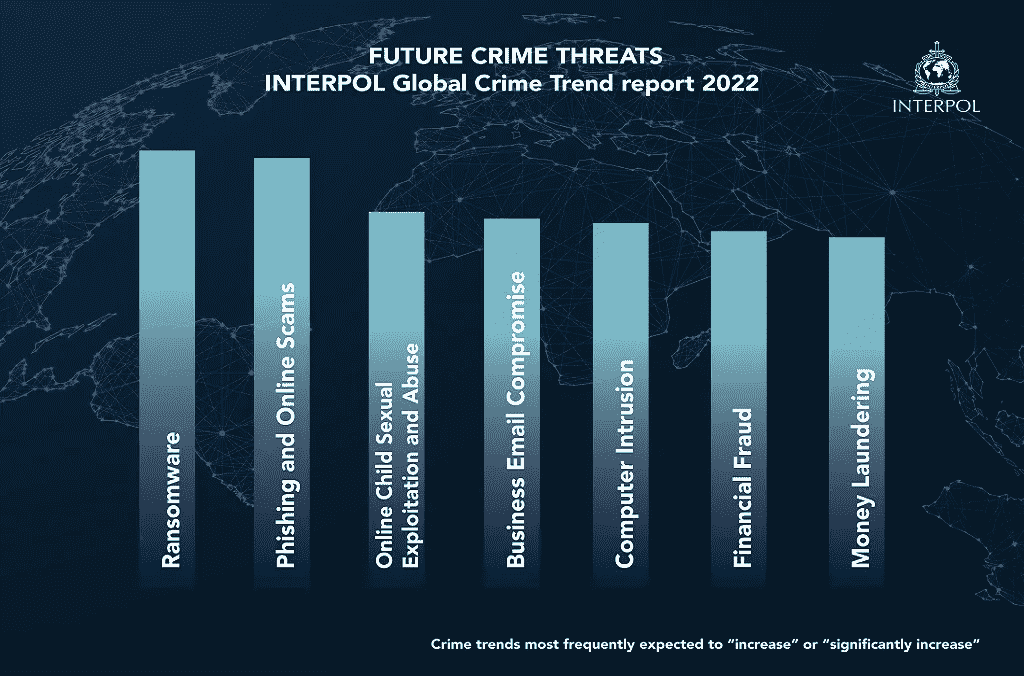 FUTURE CRIME THREATS
INTERPOL Global Crime Trend report 2022
INTERPOL
Ransomware
Phishing and Online Scams
Online Child Sexual
Exploitation and Abuse
Business Email Compromise
Computer Intrusion
Financial Fraud
Money Laundering
Crime trends most frequently expected to “increase” or “significantly increase”